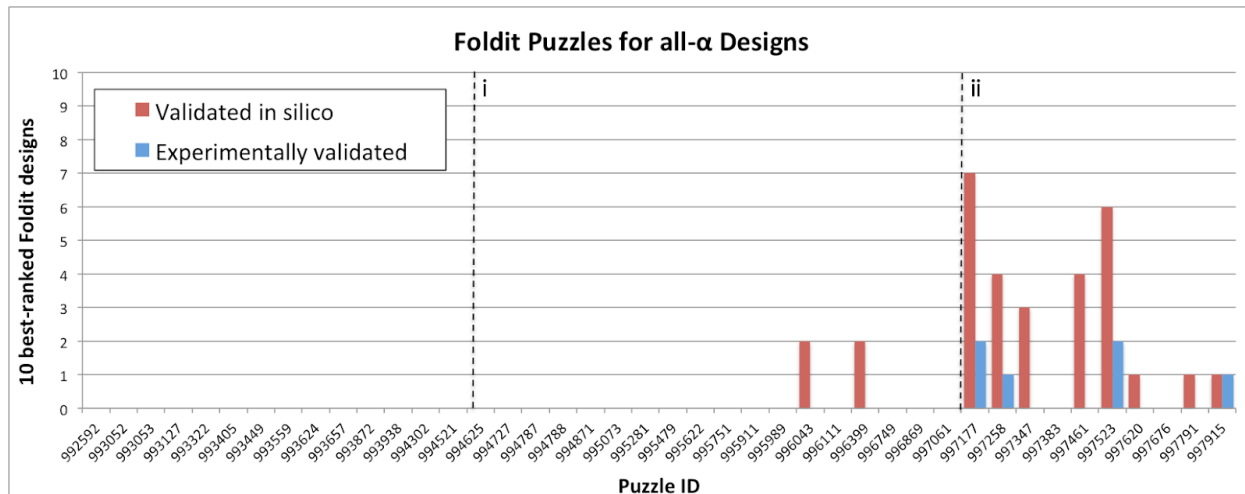 Foldit Puzzles for all-α Designs
10 best-ranked Foldit designs
10
9
8
7
6
5
4
3
2
1
0
i
ii
Validated in silico
Experimentally validated
992592 993052 993053 993127 993322 993405 993449 993559 993624 993657 993872 993938 994302 994521 994625 994727 994787 994788 994871 995073 995281 995479 995622 995751 995911 995989 996043 996111 996399 996749 996869 997061 997177 997258 997347 997383 997461 997523 997620 997676 997791 997915
Puzzle ID